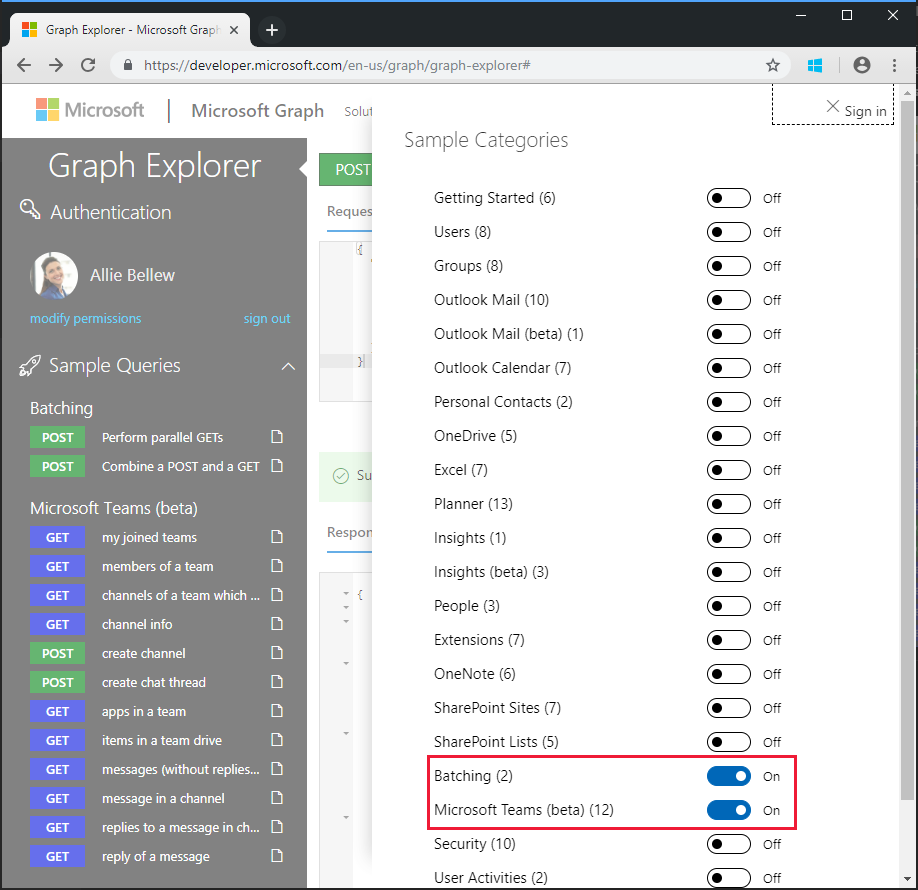 Graph Explorer - Microsoft Graph
https://developer.microsoft.com/en-us/graph/graph-explorer#
Microsoft
Microsoft Graph
Solut
Sign in
Graph Explorer
Authentication
Allie Bellew
modify permissions
sign out
Sample Queries
Batching
POST Perform parallel GETs
POST Combine a POST and a GET
Microsoft Teams (beta)
GET my joined teams
GET members of a team
GET channels of a team which ...
GET channel info
POST create channel
POST create chat thread
GET apps in a team
GET items in a team drive
GET messages (without replies...
GET message in a channel
GET replies to a message in ch...
GET reply of a message
POST
Reques
{
}
Su
Respon
{
Sample Categories
Getting Started (6) Off
Users (8) Off
Groups (8) Off
Outlook Mail (10) Off
Outlook Mail (beta) (1) Off
Outlook Calendar (7) Off
Personal Contacts (2) Off
OneDrive (5) Off
Excel (7) Off
Planner (13) Off
Insights (1) Off
Insights (beta) (3) Off
People (3) Off
Extensions (7) Off
OneNote (6) Off
SharePoint Sites (7) Off
SharePoint Lists (5) Off
Batching (2) On
Microsoft Teams (beta) (12) On
Security (10) Off
User Activities (2) Off